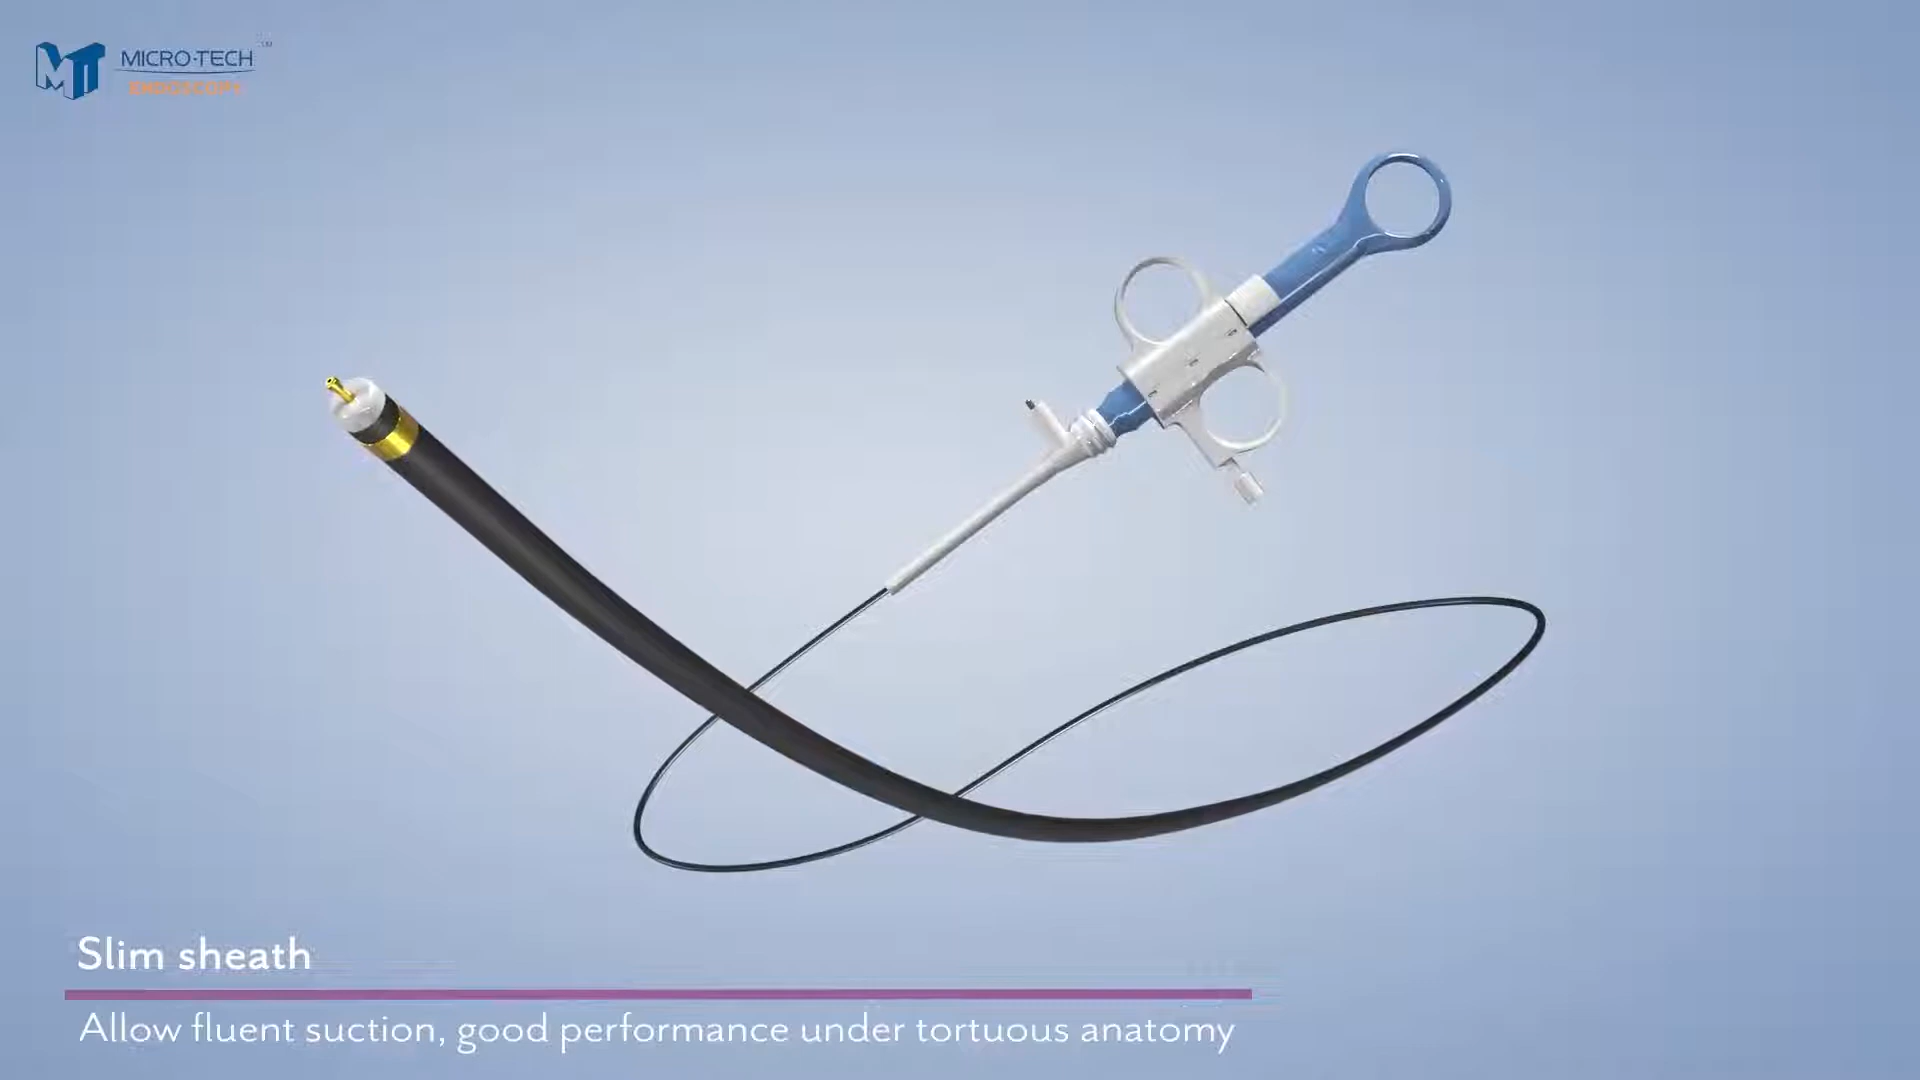 MICRO-TECH
ENDOSCOPY
Slim sheath
Allow fluent suction, good performance under tortuous anatomy